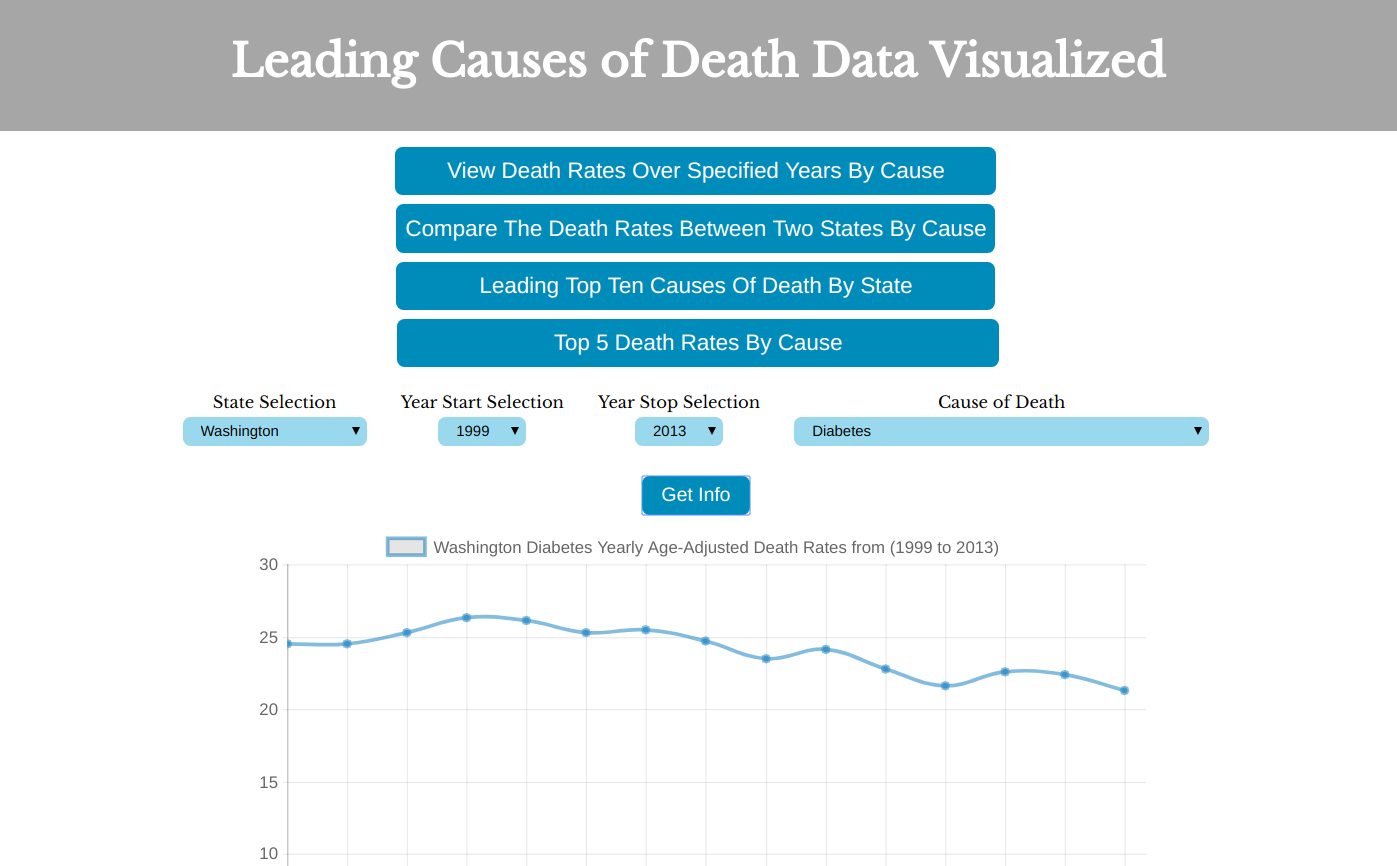 Leading Causes of Death Data Visualized
View Death Rates Over Specified Years By Cause
Compare The Death Rates Between Two States By Cause
Leading Top Ten Causes Of Death By State
Top 5 Death Rates By Cause
State Selection Year Start Selection Year Stop Selection Cause of Death
Washington 1999 2013 Diabetes
Get Info
Washington Diabetes Yearly Age-Adjusted Death Rates from (1999 to 2013)
30
25
20
15
10